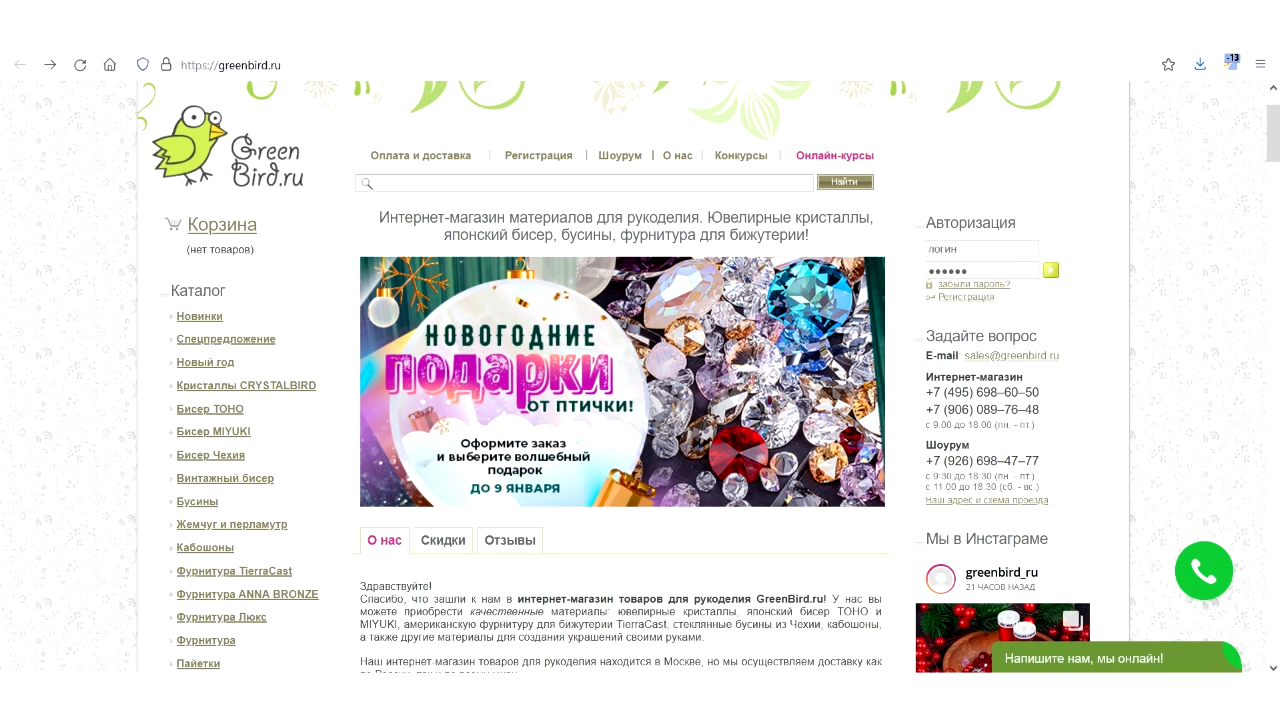 https://greenbird.ru
-13
Green
Bird.ru
Оплата и доставка | Регистрация | Шоурум | О нас | Конкурсы | Онлайн-курсы
Найти
Корзина
(нет товаров)
Каталог
Новинки
Спецпредложение
Новый год
Кристаллы CRYSTALBIRD
Бисер TOHO
Бисер MIYUKI
Бисер Чехия
Винтажный бисер
Бусины
Жемчуг и перламутр
Кабошоны
Фурнитура TierraCast
Фурнитура ANNA BRONZE
Фурнитура Люкс
Фурнитура
Пайетки
Интернет-магазин материалов для рукоделия. Ювелирные кристаллы,
японский бисер, бусины, фурнитура для бижутерии!
НОВОГОДНИЕ
подарки
ОТ ПТИЧКИ!
Оформите заказ
и выберите волшебный
подарок
ДО 9 ЯНВАРЯ
О нас
Скидки
Отзывы
Здравствуйте!
Спасибо, что зашли к нам в интернет-магазин товаров для рукоделия GreenBird.ru! У нас вы
можете приобрести качественные материалы: ювелирные кристаллы, японский бисер TOHO и
MIYUKI, американскую фурнитуру для бижутерии TierraCast, стеклянные бусины из Чехии, кабошоны,
а также другие материалы для создания украшений своими руками.
Наш интернет-магазин товаров для рукоделия находится в Москве, но мы осуществляем доставку как
Авторизация
логин
забыли пароль?
Регистрация
Задайте вопрос
E-mail: sales@greenbird.ru
Интернет-магазин
+7 (495) 698–60–50
+7 (906) 089–76–48
с 9.00 до 18.00 (пн. - пт.)
Шоурум
+7 (926) 698–47–77
с 9:30 до 18:30 (пн. - пт.)
с 11.00 до 18.30 (сб. - вс.)
Наш адрес и схема проезда
Мы в Инстаграме
greenbird_ru
21 ЧАСОВ НАЗАД
Напишите нам, мы онлайн!